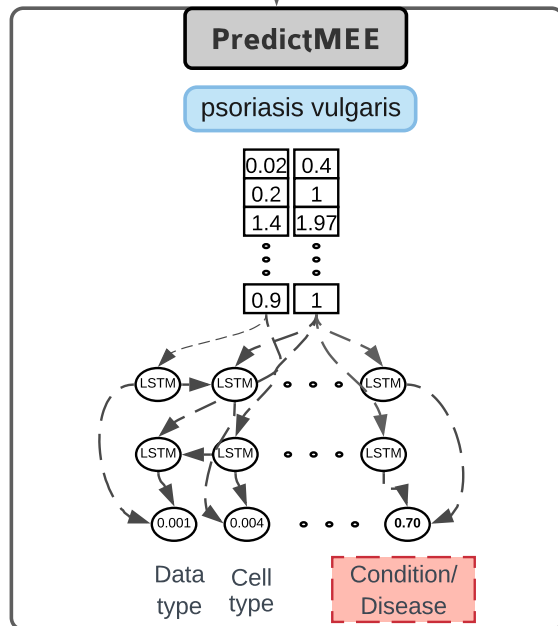 PredictMEE
psoriasis vulgaris
0.02 0.4
0.2 1
1.4 1.97
0.9 1
LSTM LSTM LSTM
LSTM LSTM LSTM
0.001 0.004 0.70
Data type
Cell type
Condition/
Disease